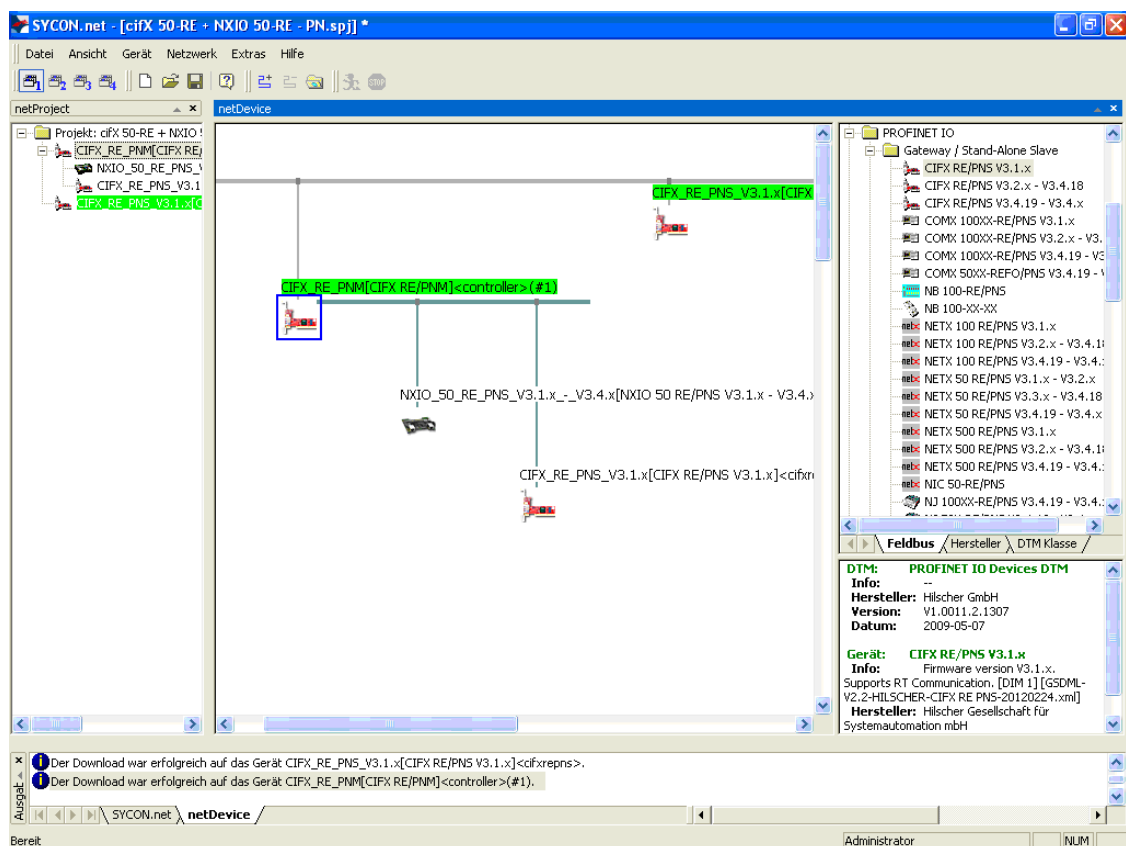 SYCON.net - [cifX 50-RE + NXIO 50-RE - PN.spj] *
Datei Ansicht Gerät Netzwerk Extras Hilfe
netProject
Projekt: cifX 50-RE + NXIO
CIFX_RE_PNM[CIFX RE/
NXIO_50_RE_PNS_
CIFX_RE_PNS_V3.1
CIFX_RE_PNS_V3.1.x[C
netDevice
CIFX_RE_PNS_V3.1.x[CIFX
CIFX_RE_PNM[CIFX RE/PNM]<controller>(#1)
NXIO_50_RE_PNS_V3.1.x_-_V3.4.x[NXIO 50 RE/PNS V3.1.x - V3.4.x
CIFX_RE_PNS_V3.1.x[CIFX RE/PNS V3.1.x]<cifxr
PROFINET IO
Gateway / Stand-Alone Slave
CIFX RE/PNS V3.1.x
CIFX RE/PNS V3.2.x - V3.4.18
CIFX RE/PNS V3.4.19 - V3.4.x
COMX 100XX-RE/PNS V3.1.x
COMX 100XX-RE/PNS V3.2.x - V3.
COMX 100XX-RE/PNS V3.4.19 - V3
COMX 50XX-REFO/PNS V3.4.19 -
NB 100-RE/PNS
NB 100-XX-XX
NETX 100 RE/PNS V3.1.x
NETX 100 RE/PNS V3.2.x - V3.4.18
NETX 100 RE/PNS V3.4.19 - V3.4.
NETX 50 RE/PNS V3.1.x - V3.2.x
NETX 50 RE/PNS V3.3.x - V3.4.18
NETX 50 RE/PNS V3.4.19 - V3.4.x
NETX 500 RE/PNS V3.1.x
NETX 500 RE/PNS V3.2.x - V3.4.18
NETX 500 RE/PNS V3.4.19 - V3.4.
NIC 50-RE/PNS
NJ 100XX-RE/PNS V3.4.19 - V3.4.
Feldbus Hersteller DTM Klasse
DTM: PROFINET IO Devices DTM
Info: --
Hersteller: Hilscher GmbH
Version: V1.0011.2.1307
Datum: 2009-05-07
Gerät: CIFX RE/PNS V3.1.x
Info: Firmware version V3.1.x.
Supports RT Communication. [DIM 1] [GSDML-
V2.2-HILSCHER-CIFX RE PNS-20120224.xml]
Hersteller: Hilscher Gesellschaft für
Systemautomation mbH
Der Download war erfolgreich auf das Gerät CIFX_RE_PNS_V3.1.x[CIFX RE/PNS V3.1.x]<cifxrepns>.
Der Download war erfolgreich auf das Gerät CIFX_RE_PNM[CIFX RE/PNM]<controller>(#1).
Ausgat
SYCON.net netDevice
Bereit
Administrator
NUM